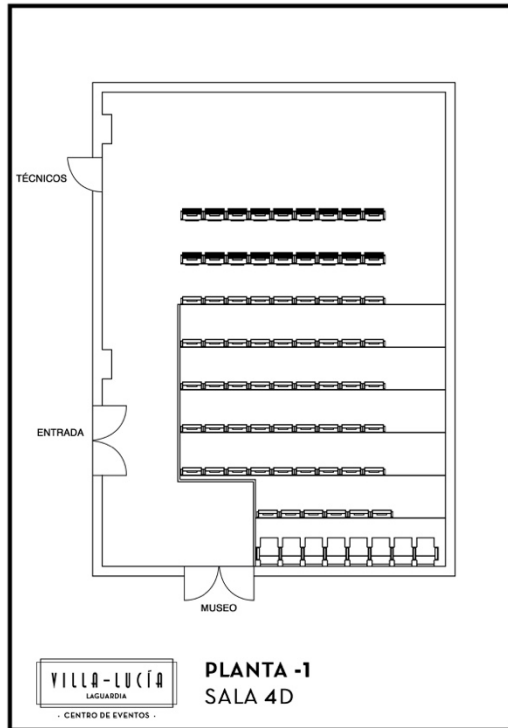 TÉCNICOS
ENTRADA
MUSEO
VILLA-LUCÍA
LAGUARDIA
· CENTRO DE EVENTOS ·
PLANTA -1
SALA 4D